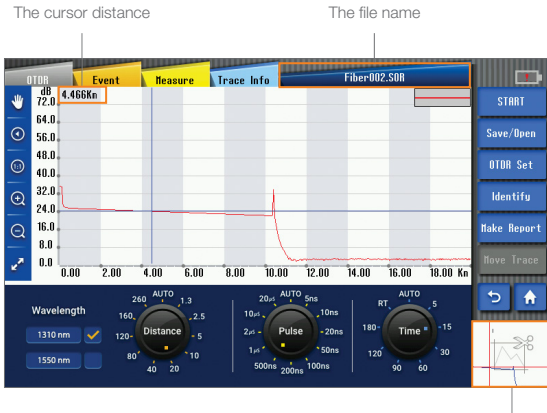 The cursor distance The file name
OTDR Event Measure Trace Info Fiber002.SOR
dB
4.466Km
72.0
64.0
56.0
48.0
40.0
32.0
24.0
16.0
8.0
0.0
0.00 2.00 4.00 6.00 8.00 10.00 12.00 14.00 16.00 18.00 Km
1:1
START
Save/Open
OTDR Set
Identify
Make Report
Move Trace
Wavelength
1310 nm
1550 nm
AUTO
260 1.3
160 2.5
120 5
80 10
40 20
Distance
AUTO
20µs 5ns
10µs 10ns
2µs 20ns
1µs 50ns
500ns 200ns 100ns
Pulse
AUTO
RT 5
180 15
120 30
90 60
Time